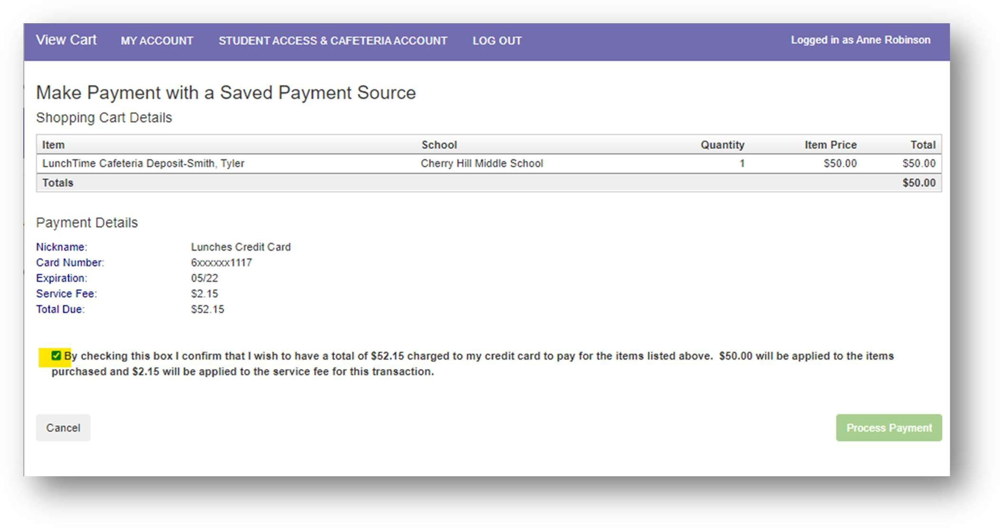 View Cart MY ACCOUNT STUDENT ACCESS & CAFETERIA ACCOUNT LOG OUT Logged in as Anne Robinson
Make Payment with a Saved Payment Source
Shopping Cart Details
Item School Quantity Item Price Total
LunchTime Cafeteria Deposit-Smith, Tyler Cherry Hill Middle School 1 $50.00 $50.00
Totals $50.00
Payment Details
Nickname: Lunches Credit Card
Card Number: 6xxxxxx1117
Expiration: 05/22
Service Fee: $2.15
Total Due: $52.15
By checking this box I confirm that I wish to have a total of $52.15 charged to my credit card to pay for the items listed above. $50.00 will be applied to the items
purchased and $2.15 will be applied to the service fee for this transaction.
Cancel Process Payment